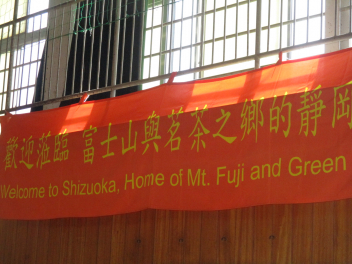 歡迎蒞臨 富士山與茗茶之鄉的靜岡
Welcome to Shizuoka, Home of Mt. Fuji and Green